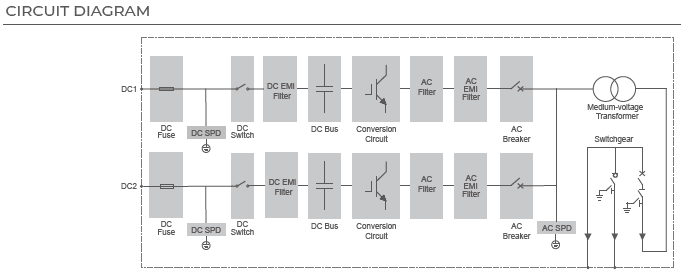 CIRCUIT DIAGRAM
DC1
DC
Fuse
DC SPD
DC
Switch
DC EMI
Filter
DC Bus
Conversion
Circuit
AC
Filter
AC
EMI
Filter
AC
Breaker
Medium-voltage
Transformer
Switchgear
DC2
DC
Fuse
DC SPD
DC
Switch
DC EMI
Filter
DC Bus
Conversion
Circuit
AC
Filter
AC
EMI
Filter
AC
Breaker
AC SPD